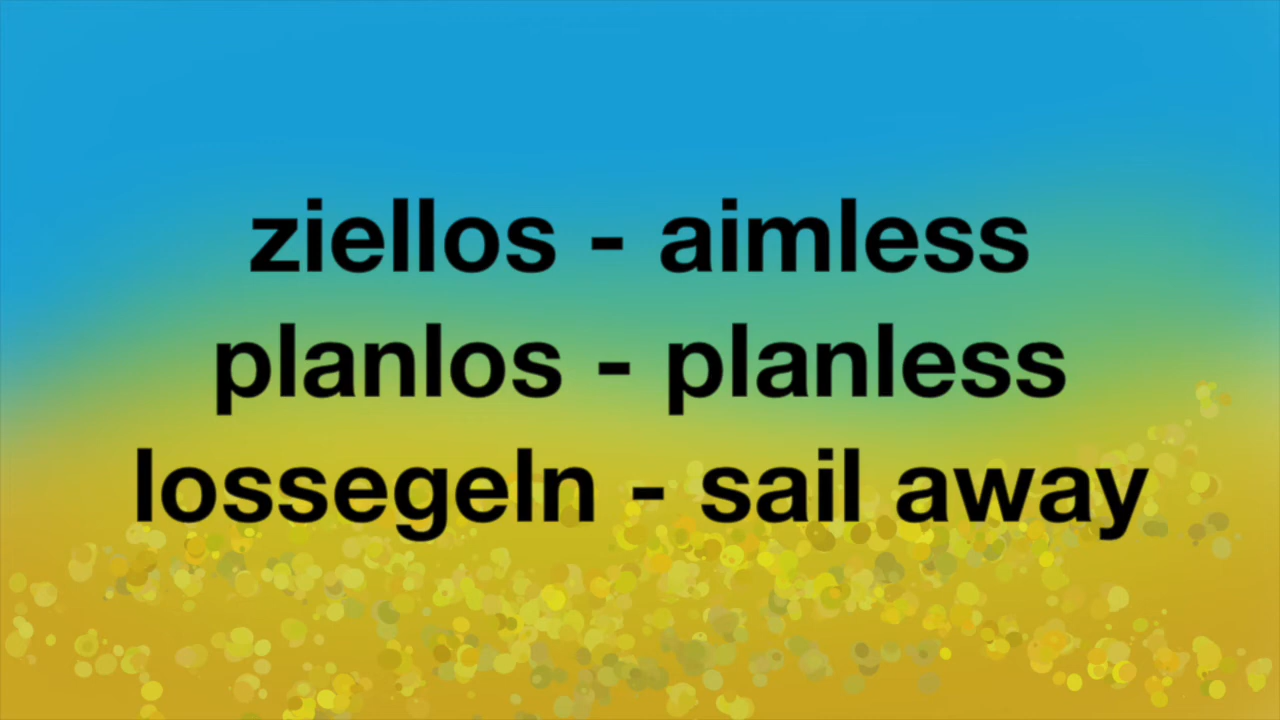 ziellos - aimless
planlos - planless
lossegeln - sail away